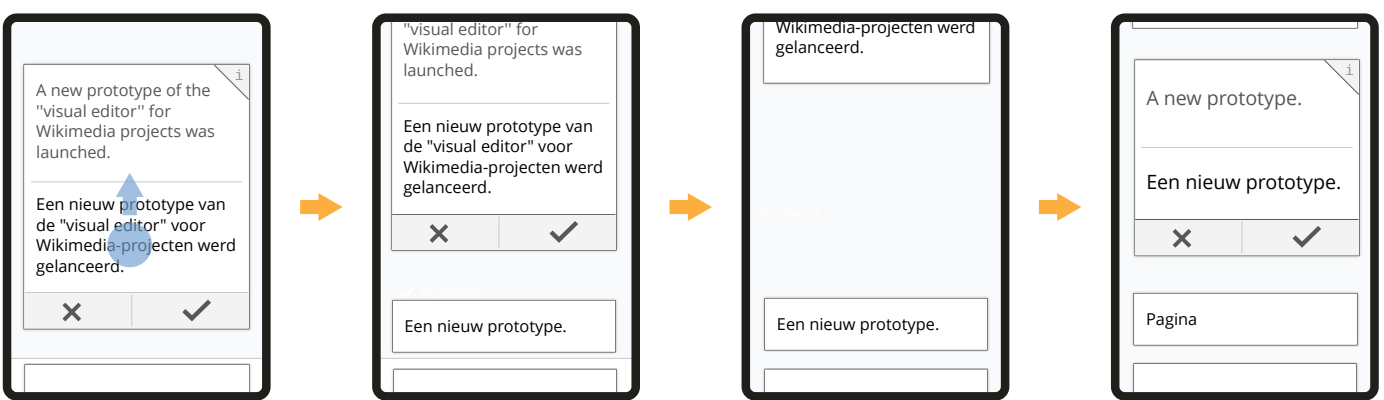 i
A new prototype of the
"visual editor" for
Wikimedia projects was
launched.
Een nieuw prototype van
de "visual editor" voor
Wikimedia-projecten werd
gelanceerd.
"visual editor" for
Wikimedia projects was
launched.
Een nieuw prototype van
de "visual editor" voor
Wikimedia-projecten werd
gelanceerd.
Een nieuw prototype.
Wikimedia-projecten werd
gelanceerd.
Een nieuw prototype.
i
A new prototype.
Een nieuw prototype.
Pagina